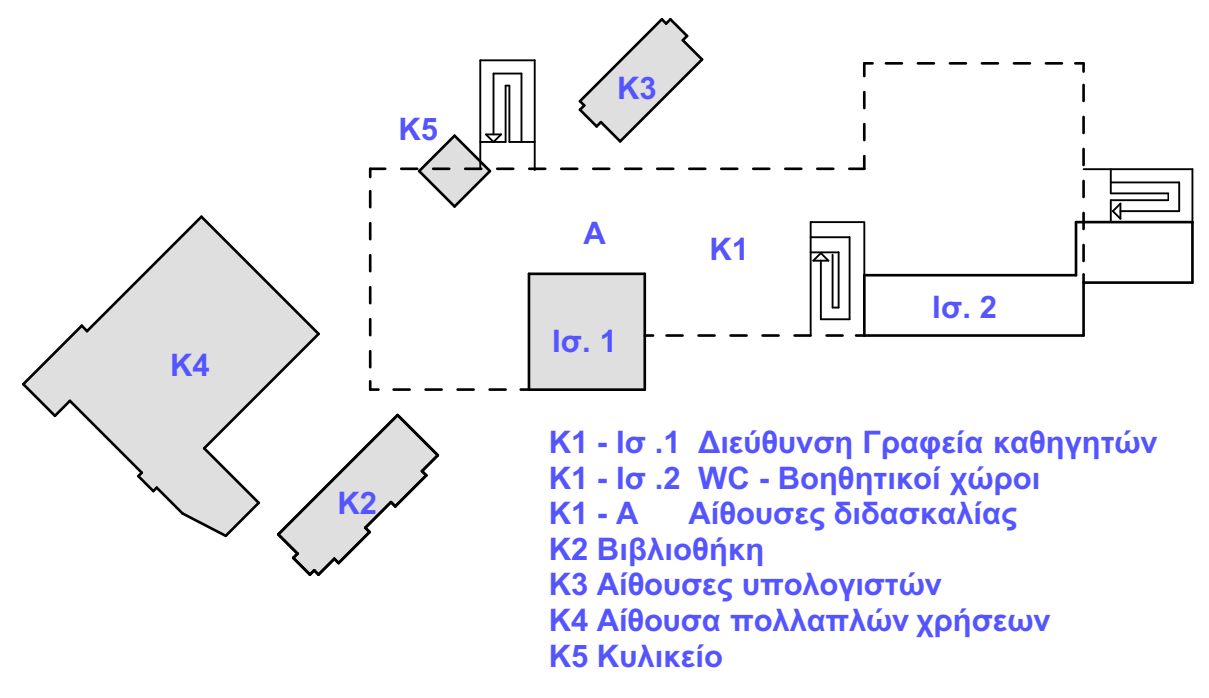 K3
K5
A
K1
Ισ. 2
Ισ. 1
K4
K2
K1 - Ισ .1 Διεύθυνση Γραφεία καθηγητών
K1 - Ισ .2 WC - Βοηθητικοί χώροι
K1 - A Αίθουσες διδασκαλίας
K2 Βιβλιοθήκη
K3 Αίθουσες υπολογιστών
K4 Αίθουσα πολλαπλών χρήσεων
K5 Κυλικείο